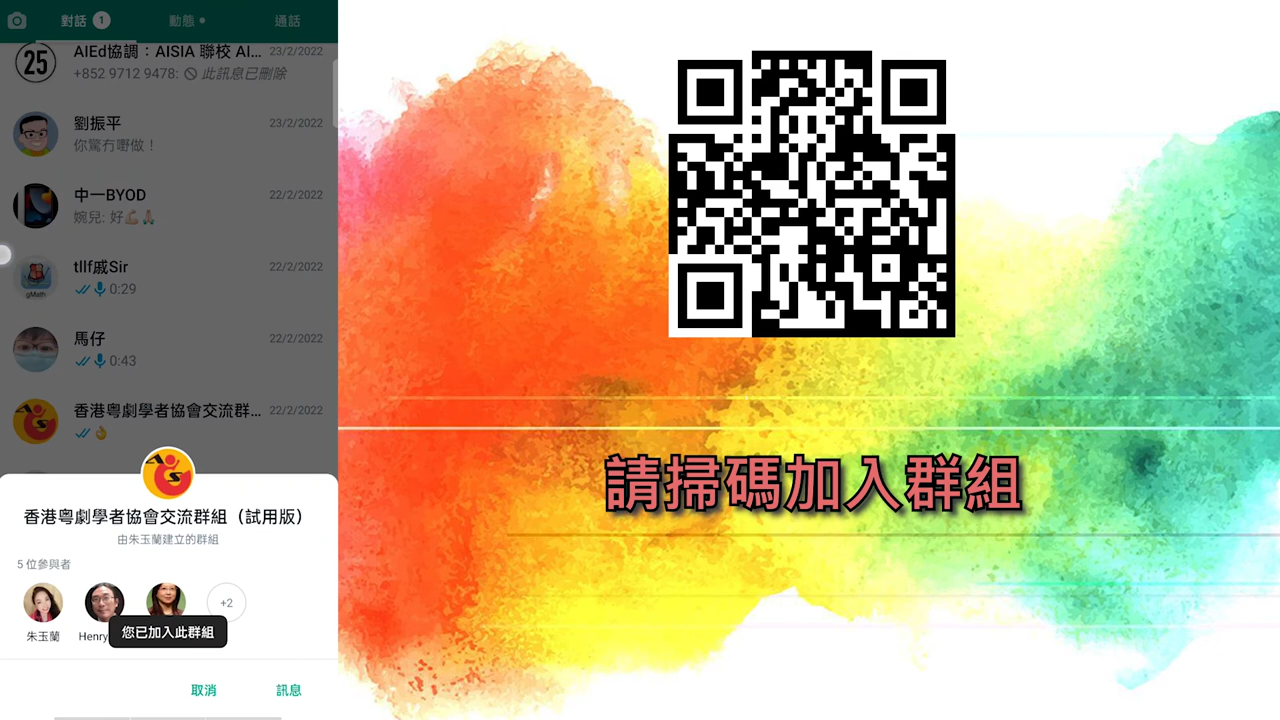 對話 1
動態
通話
25
AIEd協調：AISIA 聯校 AI... 23/2/2022
+852 9712 9478: 此訊息已刪除
劉振平 23/2/2022
你驚冇嘢做！
中一BYOD 22/2/2022
婉兒: 好💪🏻🙏🏻
tllf戚Sir 22/2/2022
0:29
gMath
馬仔 22/2/2022
0:43
香港粵劇學者協會交流群... 22/2/2022
👌
香港粵劇學者協會交流群組（試用版）
由朱玉蘭建立的群組
5 位參與者
+2
朱玉蘭
Henry
您已加入此群組
取消
訊息
請掃碼加入群組